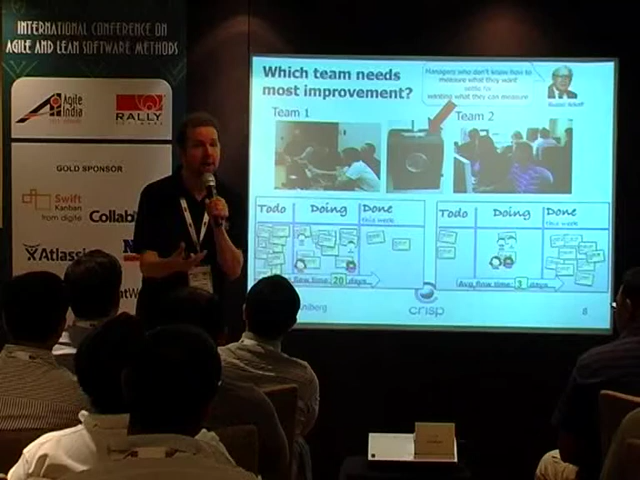 INTERNATIONAL CONFERENCE ON
AGILE AND LEAN SOFTWARE METHODS
Agile
India
RALLY
GOLD SPONSOR
Swift
Kanban
from digite
Collab
Atlass
Which team needs
most improvement?
Managers who don't know how to
measure what they want
settle for
wanting what they can measure
Team 1
Team 2
Todo
Doing
Done
this week
Todo
Doing
Done
this week
flow time: 20 days
Avg flow time: 3 days
crisp
8